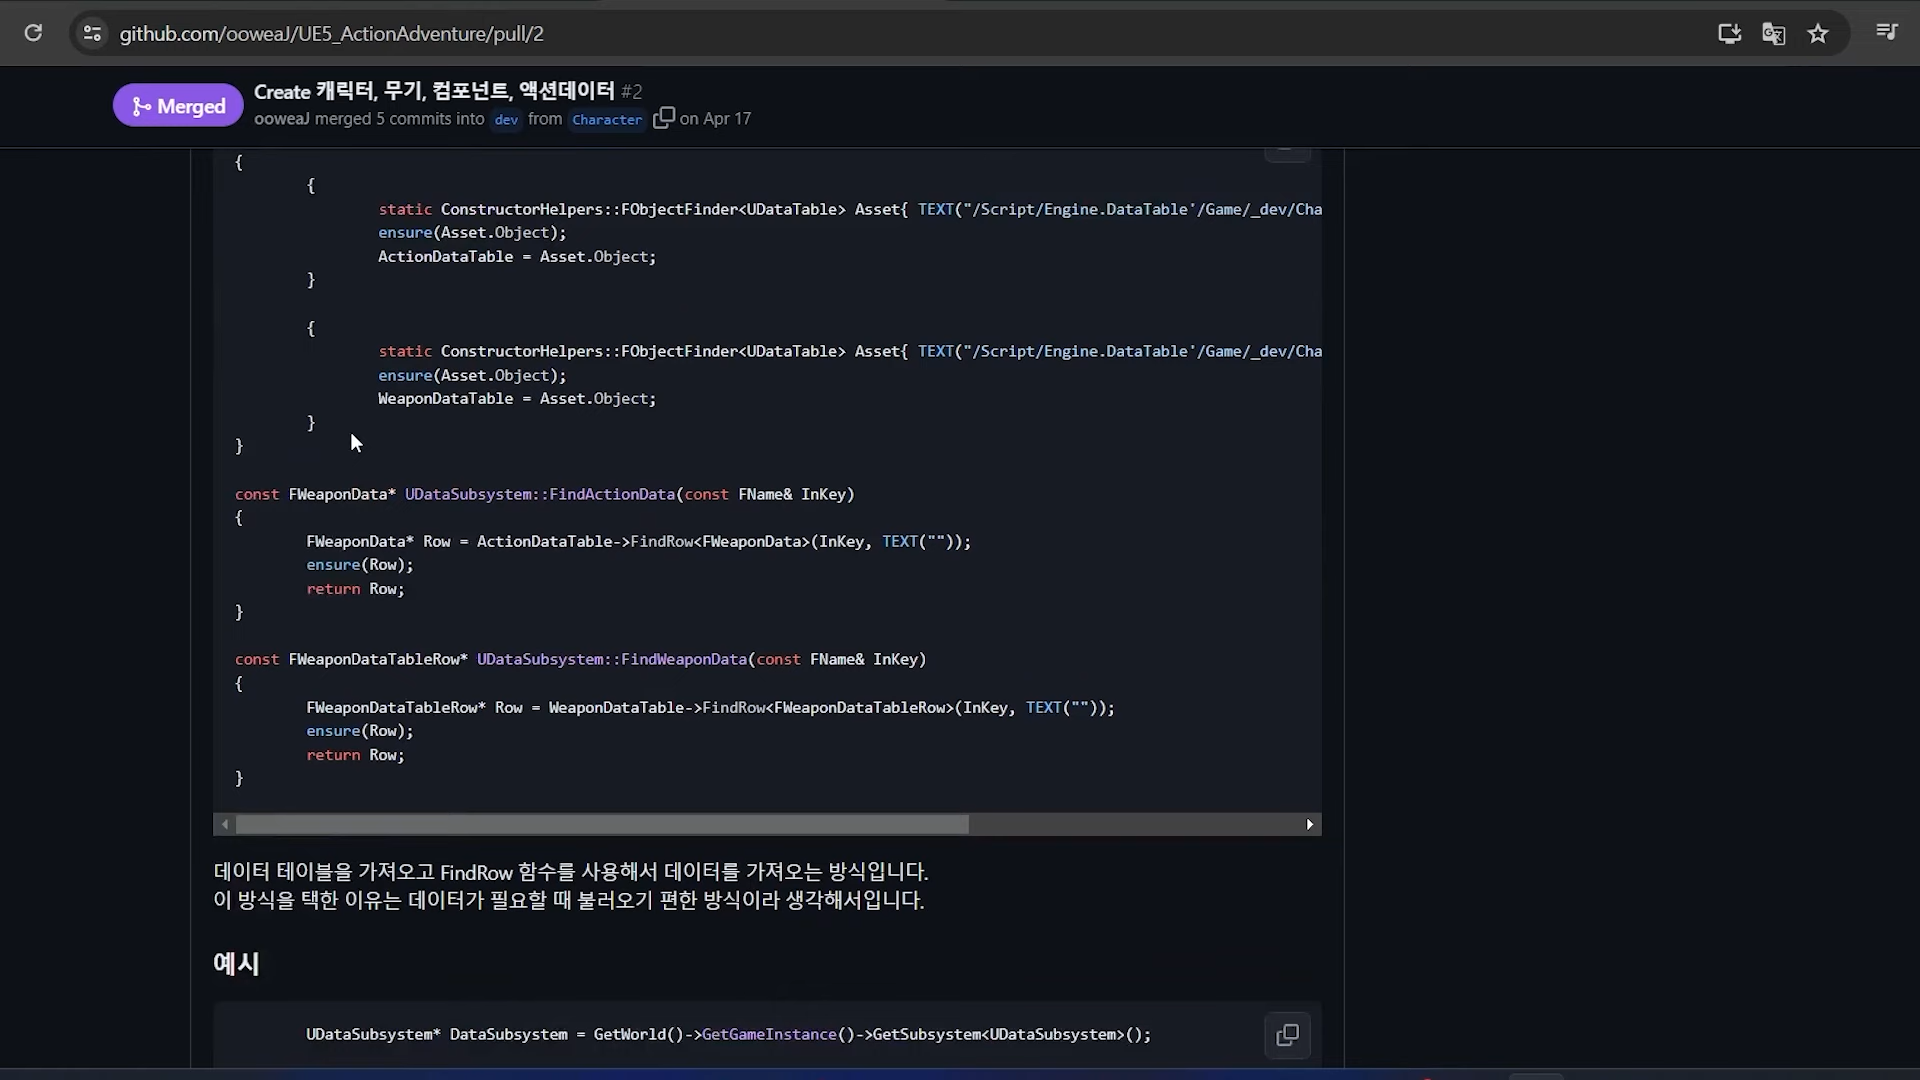 github.com/ooweaJ/UE5_ActionAdventure/pull/2
Merged
Create 캐릭터, 무기, 컴포넌트, 액션데이터 #2
ooweaJ merged 5 commits into dev from Character on Apr 17
{
{
static ConstructorHelpers::FObjectFinder<UDataTable> Asset{ TEXT("/Script/Engine.DataTable'/Game/_dev/Cha
ensure(Asset.Object);
ActionDataTable = Asset.Object;
}
{
static ConstructorHelpers::FObjectFinder<UDataTable> Asset{ TEXT("/Script/Engine.DataTable'/Game/_dev/Cha
ensure(Asset.Object);
WeaponDataTable = Asset.Object;
}
}
const FWeaponData* UDataSubsystem::FindActionData(const FName& InKey)
{
FWeaponData* Row = ActionDataTable->FindRow<FWeaponData>(InKey, TEXT(""));
ensure(Row);
return Row;
}
const FWeaponDataTableRow* UDataSubsystem::FindWeaponData(const FName& InKey)
{
FWeaponDataTableRow* Row = WeaponDataTable->FindRow<FWeaponDataTableRow>(InKey, TEXT(""));
ensure(Row);
return Row;
}
데이터 테이블을 가져오고 FindRow 함수를 사용해서 데이터를 가져오는 방식입니다.
이 방식을 택한 이유는 데이터가 필요할 때 불러오기 편한 방식이라 생각해서입니다.
예시
UDataSubsystem* DataSubsystem = GetWorld()->GetGameInstance()->GetSubsystem<UDataSubsystem>();